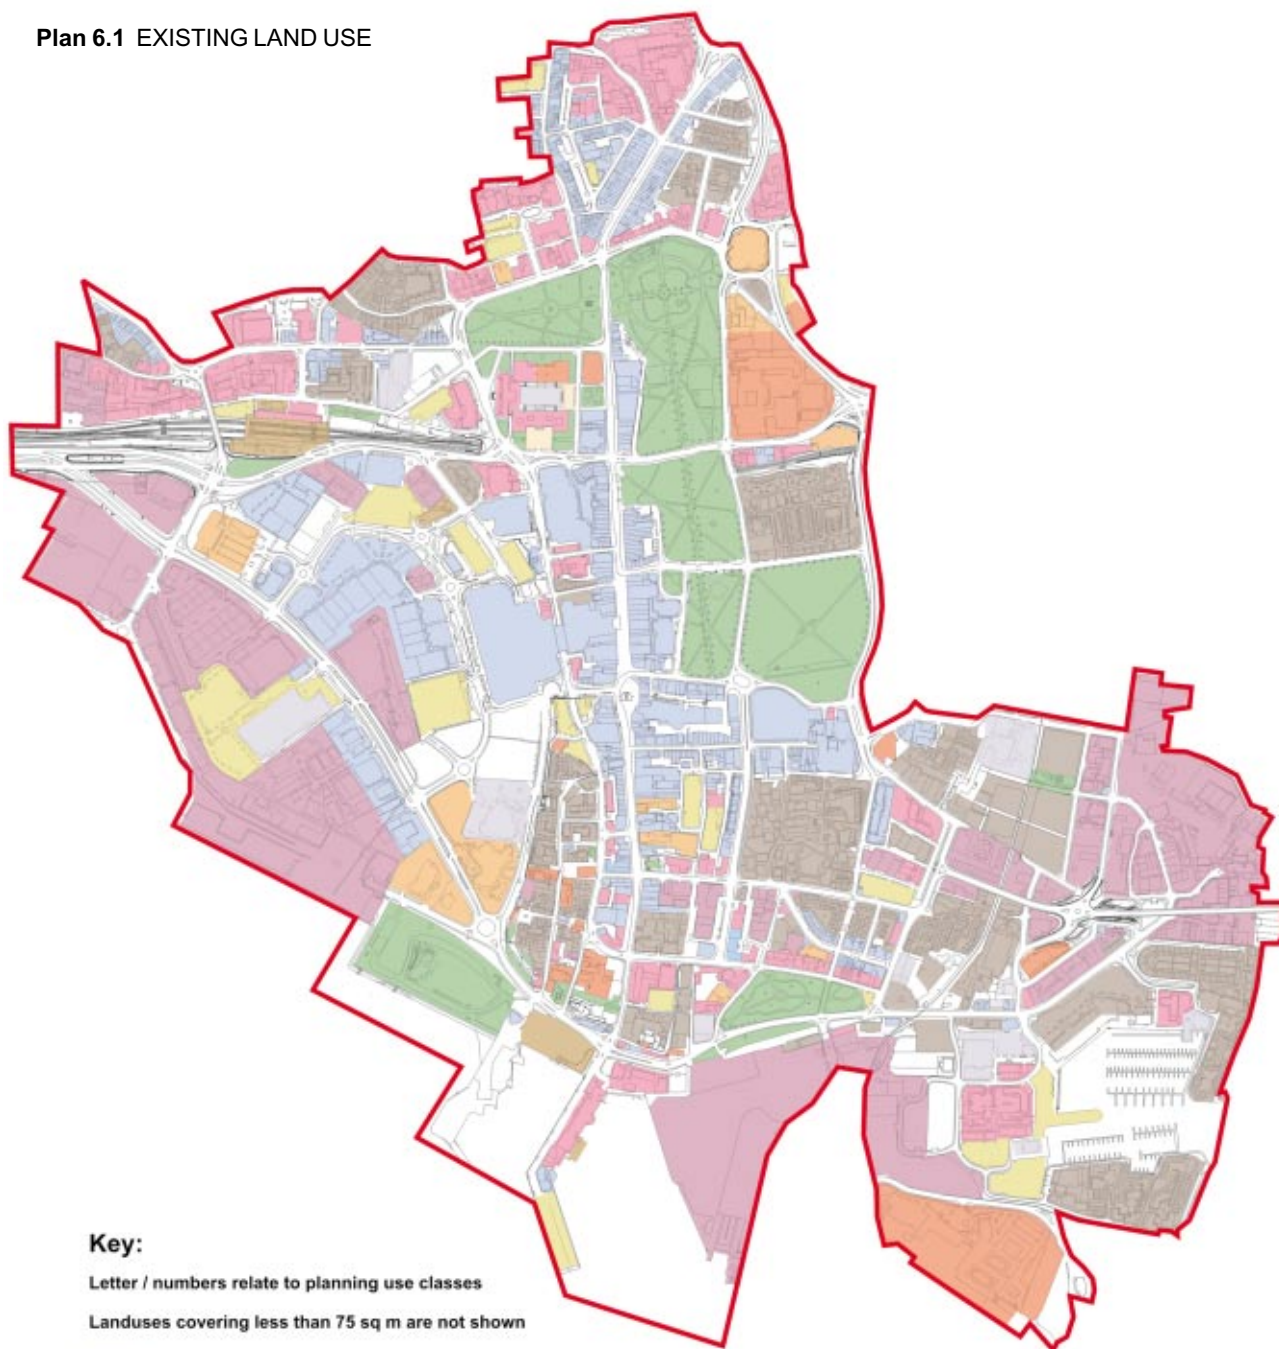 Plan 6.1 EXISTING LAND USE
Key:
Letter / numbers relate to planning use classes
Landuses covering less than 75 sq m are not shown